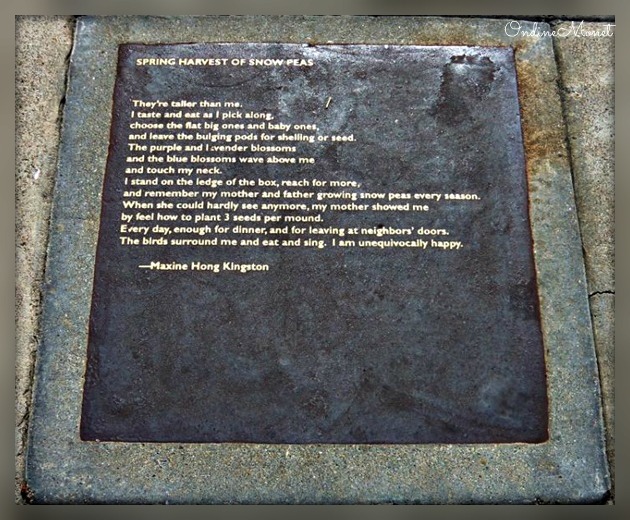 OndineMonet
SPRING HARVEST OF SNOW PEAS
They're taller than me.
I taste and eat as I pick along,
choose the flat big ones and baby ones,
and leave the bulging pods for shelling or seed.
The purple and lavender blossoms
and the blue blossoms wave above me
and touch my neck.
I stand on the ledge of the box, reach for more,
and remember my mother and father growing snow peas every season.
When she could hardly see anymore, my mother showed me
by feel how to plant 3 seeds per mound.
Every day, enough for dinner, and for leaving at neighbors' doors.
The birds surround me and eat and sing. I am unequivocally happy.
—Maxine Hong Kingston